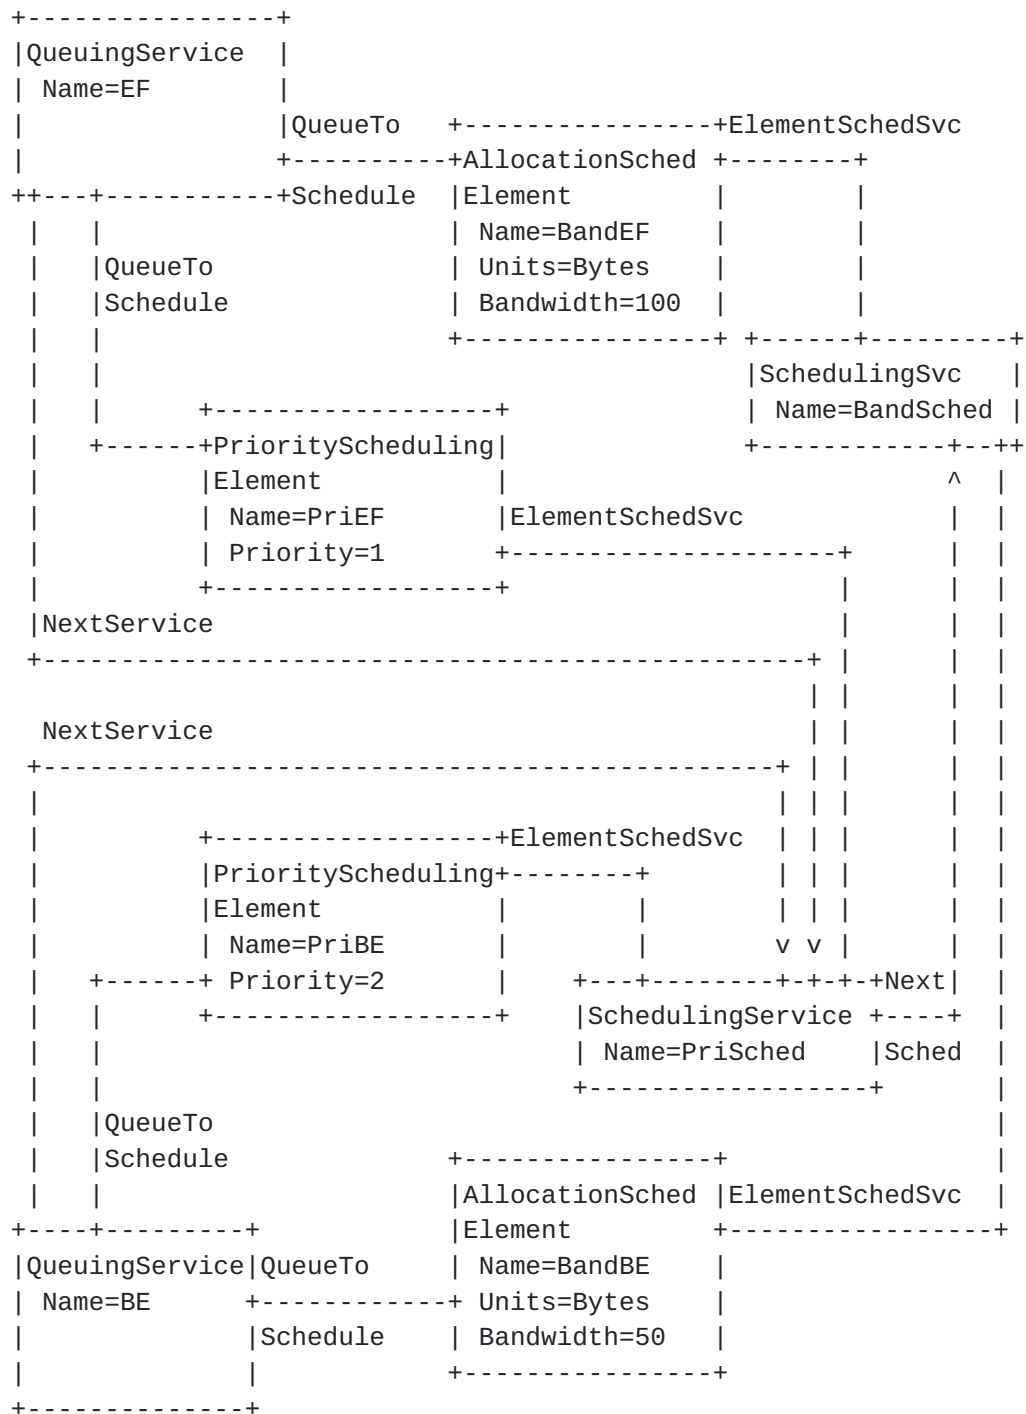 +----------------+
|QueuingService  |
| Name=EF        |
|                |QueueTo   +----------------+ElementSchedSvc
|                +----------+AllocationSched +--------+
++---+-----------+Schedule  |Element         |        |
 |   |                      | Name=BandEF    |        |
 |   |QueueTo               | Units=Bytes    |        |
 |   |Schedule              | Bandwidth=100  |        |
 |   |                      +----------------+ +------+---------+
 |   |                                         |SchedulingSvc   |
 |   |      +------------------+               | Name=BandSched |
 |   +------+PriorityScheduling|               +------------+--++
 |          |Element           |                            ^  |
 |          | Name=PriEF       |ElementSchedSvc             |  |
 |          | Priority=1       +---------------------+      |  |
 |          +------------------+                     |      |  |
 |NextService                                        |      |  |
 +-------------------------------------------------+ |      |  |
                                                   | |      |  |
  NextService                                      | |      |  |
 +-----------------------------------------------+ | |      |  |
 |                                               | | |      |  |
 |          +------------------+ElementSchedSvc  | | |      |  |
 |          |PriorityScheduling+--------+        | | |      |  |
 |          |Element           |        |        | | |      |  |
 |          | Name=PriBE       |        |        v v |      |  |
 |   +------+ Priority=2       |    +---+--------+-+-+-+Next|  |
 |   |      +------------------+    |SchedulingService +----+  |
 |   |                              | Name=PriSched    |Sched  |
 |   |                              +------------------+       |
 |   |QueueTo                                                  |
 |   |Schedule              +----------------+                 |
 |   |                      |AllocationSched |ElementSchedSvc  |
+----+---------+            |Element         +-----------------+
|QueuingService|QueueTo     | Name=BandBE    |
| Name=BE      +------------+ Units=Bytes    |
|              |Schedule    | Bandwidth=50   |
|              |            +----------------+
+--------------+